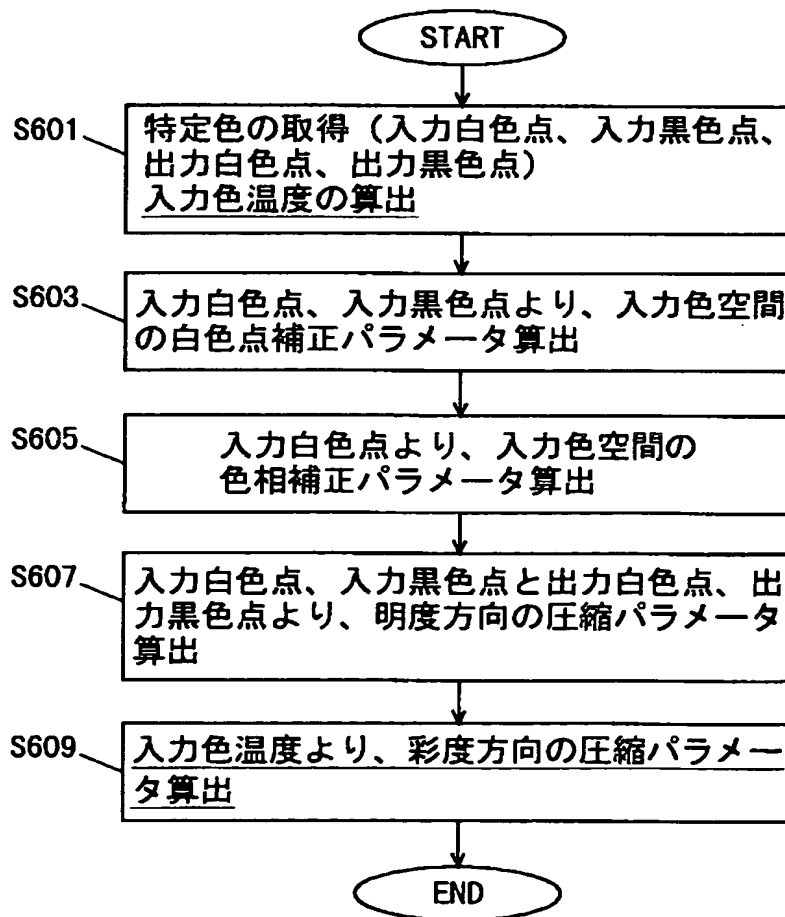 START
S601
特定色の取得（入力白色点、入力黒色点、
出力白色点、出力黒色点）
入力色温度の算出
S603
入力白色点、入力黒色点より、入力色空間
の白色点補正パラメータ算出
S605
入力白色点より、入力色空間の
色相補正パラメータ算出
S607
入力白色点、入力黒色点と出力白色点、出
力黒色点より、明度方向の圧縮パラメータ
算出
S609
入力色温度より、彩度方向の圧縮パラメー
タ算出
END